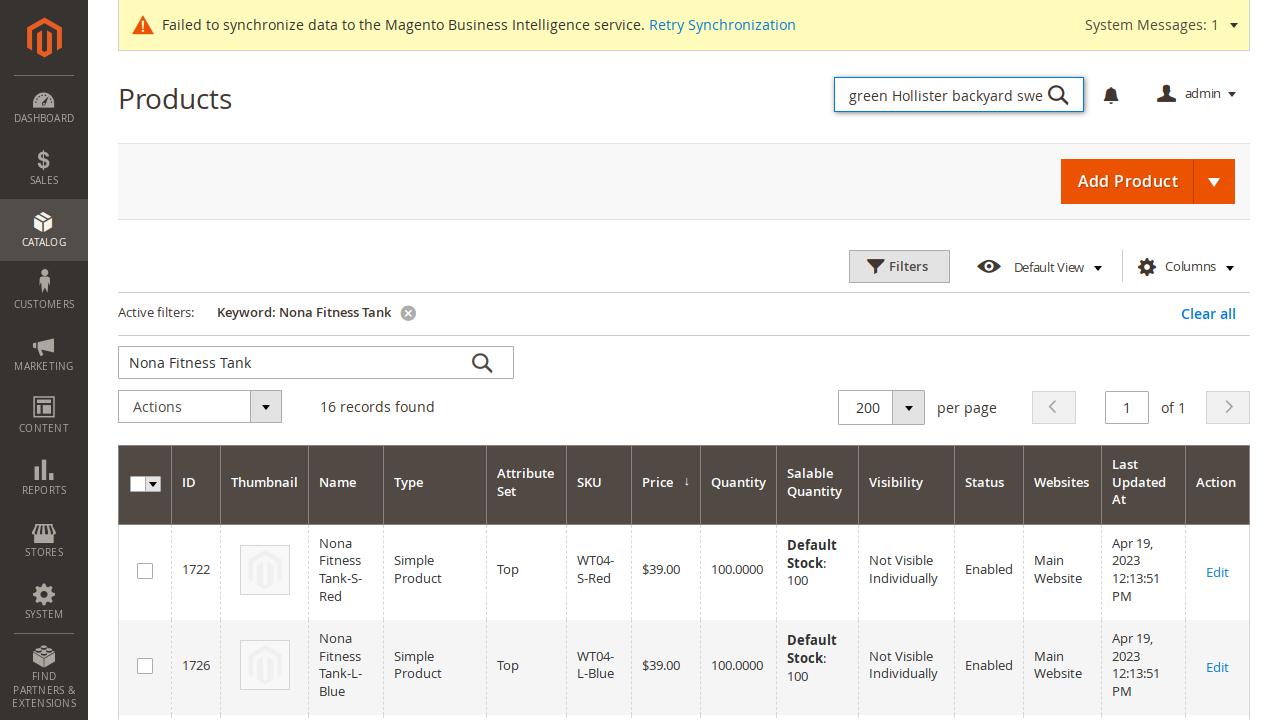 Failed to synchronize data to the Magento Business Intelligence service. Retry Synchronization
System Messages: 1
Products
green Hollister backyard swe
admin
DASHBOARD
SALES
CATALOG
CUSTOMERS
MARKETING
CONTENT
REPORTS
STORES
SYSTEM
FIND
PARTNERS &
EXTENSIONS
Add Product
Filters
Default View
Columns
Active filters:
Keyword: Nona Fitness Tank
Clear all
Nona Fitness Tank
Actions
16 records found
200
per page
1
of 1
ID
Thumbnail
Name
Type
Attribute
Set
SKU
Price ↓
Quantity
Salable
Quantity
Visibility
Status
Websites
Last
Updated
At
Action
1722
Nona
Fitness
Tank-S-
Red
Simple
Product
Top
WT04-
S-Red
$39.00
100.0000
Default
Stock:
100
Not Visible
Individually
Enabled
Main
Website
Apr 19,
2023
12:13:51
PM
Edit
1726
Nona
Fitness
Tank-L-
Blue
Simple
Product
Top
WT04-
L-Blue
$39.00
100.0000
Default
Stock:
100
Not Visible
Individually
Enabled
Main
Website
Apr 19,
2023
12:13:51
PM
Edit